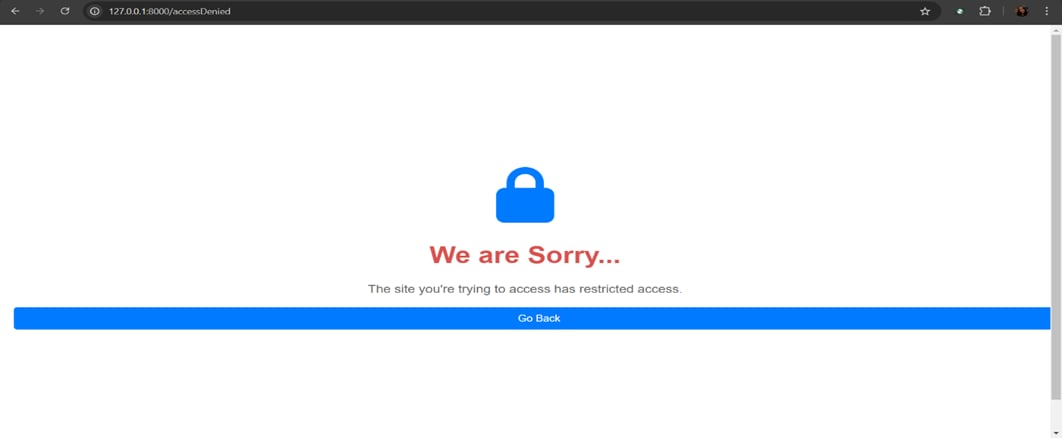 127.0.0.1:8000/accessDenied
We are Sorry...
The site you're trying to access has restricted access.
Go Back